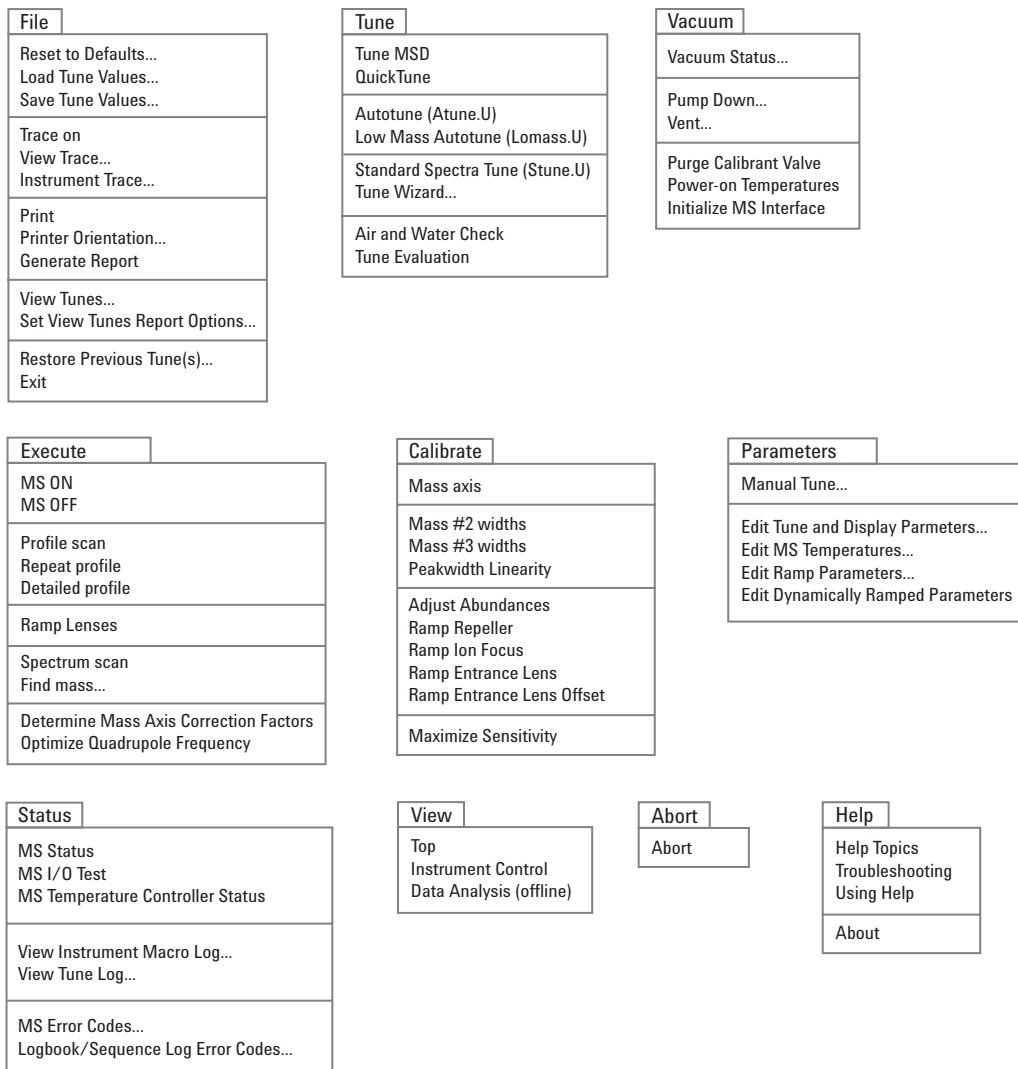 File
Reset to Defaults...
Load Tune Values...
Save Tune Values...
Trace on
View Trace...
Instrument Trace...
Print
Printer Orientation...
Generate Report
View Tunes...
Set View Tunes Report Options...
Restore Previous Tune(s)...
Exit
Tune
Tune MSD
QuickTune
Autotune (Atune.U)
Low Mass Autotune (Lomass.U)
Standard Spectra Tune (Stune.U)
Tune Wizard...
Air and Water Check
Tune Evaluation
Vacuum
Vacuum Status...
Pump Down...
Vent...
Purge Calibrant Valve
Power-on Temperatures
Initialize MS Interface
Execute
MS ON
MS OFF
Profile scan
Repeat profile
Detailed profile
Ramp Lenses
Spectrum scan
Find mass...
Determine Mass Axis Correction Factors
Optimize Quadrupole Frequency
Calibrate
Mass axis
Mass #2 widths
Mass #3 widths
Peakwidth Linearity
Adjust Abundances
Ramp Repeller
Ramp Ion Focus
Ramp Entrance Lens
Ramp Entrance Lens Offset
Maximize Sensitivity
Parameters
Manual Tune...
Edit Tune and Display Parmeters...
Edit MS Temperatures...
Edit Ramp Parameters...
Edit Dynamically Ramped Parameters
Status
MS Status
MS I/O Test
MS Temperature Controller Status
View Instrument Macro Log...
View Tune Log...
MS Error Codes...
Logbook/Sequence Log Error Codes...
View
Top
Instrument Control
Data Analysis (offline)
Abort
Abort
Help
Help Topics
Troubleshooting
Using Help
About